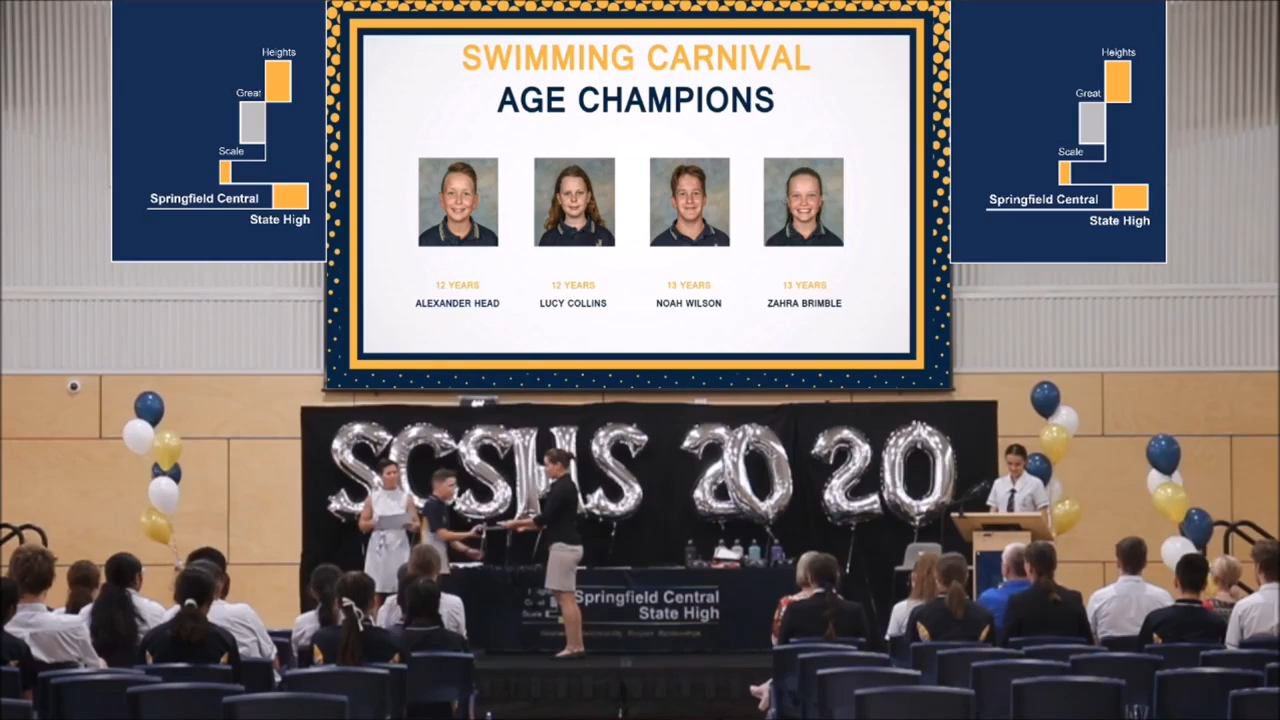 SWIMMING CARNIVAL
AGE CHAMPIONS
12 YEARS
12 YEARS
13 YEARS
13 YEARS
ALEXANDER HEAD
LUCY COLLINS
NOAH WILSON
ZAHRA BRIMBLE
Heights
Great
Scale
Springfield Central
State High
Heights
Great
Scale
Springfield Central
State High
SCSHS 2020
Springfield Central
State High